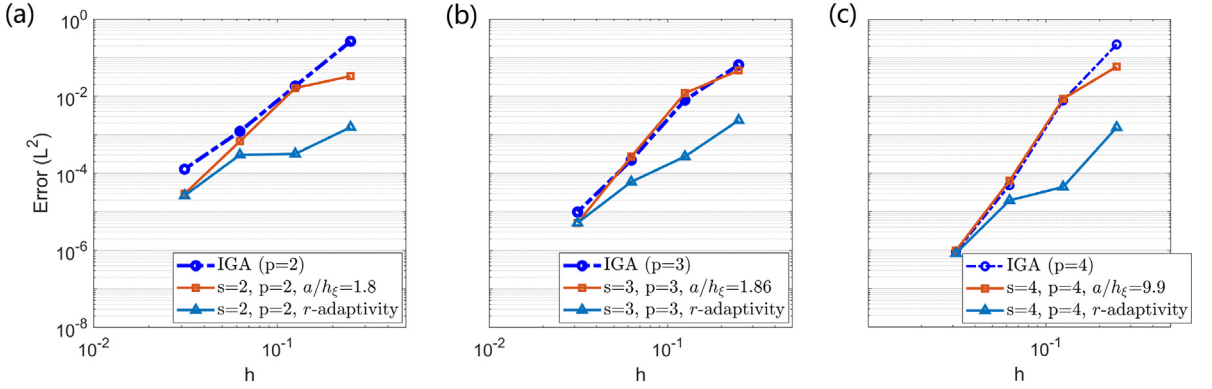 (a)
10^0
10^-2
10^-4
10^-6
10^-8
Error (L^2)
10^-2
10^-1
h
IGA (p=2)
s=2, p=2, a/h_ξ=1.8
s=2, p=2, r-adaptivity
(b)
10^-2
10^-1
h
IGA (p=3)
s=3, p=3, a/h_ξ=1.86
s=3, p=3, r-adaptivity
(c)
10^-1
h
IGA (p=4)
s=4, p=4, a/h_ξ=9.9
s=4, p=4, r-adaptivity